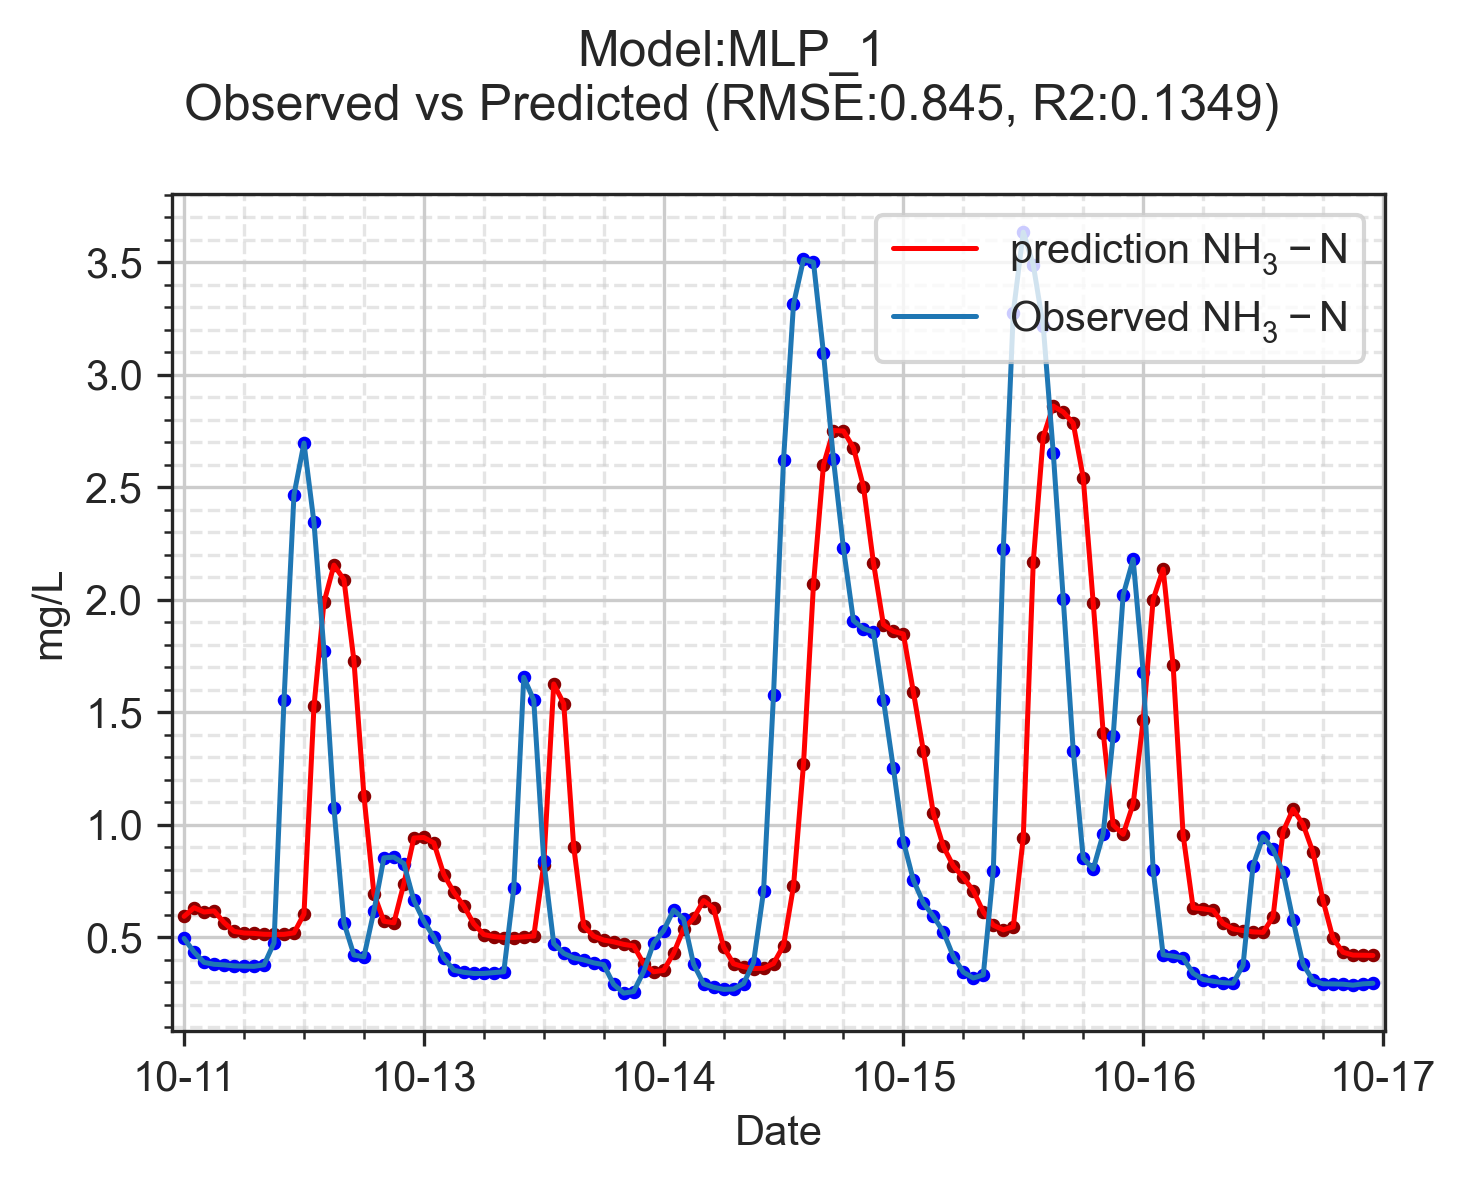 Model:MLP_1
Observed vs Predicted (RMSE:0.845, R2:0.1349)
prediction NH₃ − N
Observed NH₃ − N
3.5
3.0
2.5
2.0
1.5
1.0
0.5
mg/L
10-11 10-13 10-14 10-15 10-16 10-17
Date